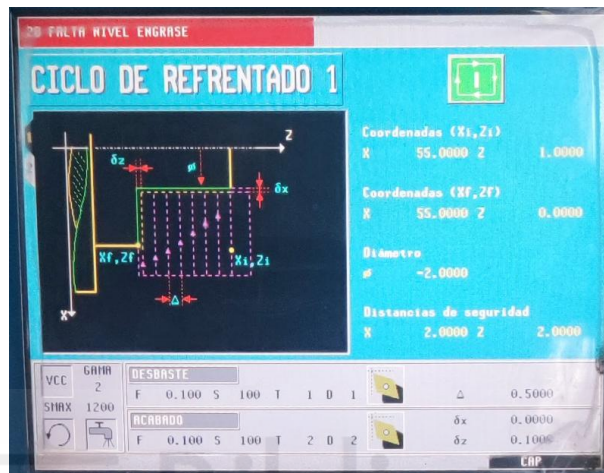 20 FALTA NIVEL ENGRASE
CICLO DE REFRENTADO 1
Z
δz
ø
δx
Xf,Zf
Xi,Zi
Δ
X
Coordenadas (Xi,Zi)
X 55.0000 Z 1.0000
Coordenadas (Xf,Zf)
X 55.0000 Z 0.0000
Diámetro
ø -2.0000
Distancias de seguridad
X 2.0000 Z 2.0000
VCC GAMA 2
SMAX 1200
DESBASTE
F 0.100 S 100 T 1 D 1 Δ 0.5000
ACABADO
F 0.100 S 100 T 2 D 2 δx 0.0000
δz 0.1000
CAP